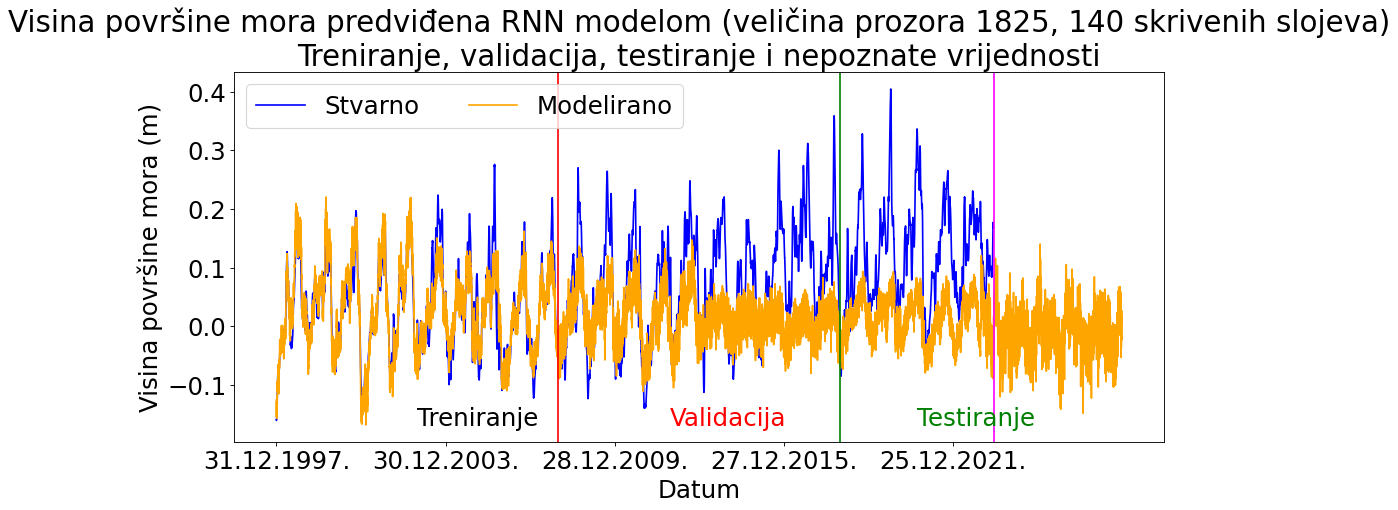 Visina površine mora predviđena RNN modelom (veličina prozora 1825, 140 skrivenih slojeva)
Treniranje, validacija, testiranje i nepoznate vrijednosti
Stvarno Modelirano
Visina površine mora (m)
0.4
0.3
0.2
0.1
0.0
−0.1
Treniranje Validacija Testiranje
31.12.1997. 30.12.2003. 28.12.2009. 27.12.2015. 25.12.2021.
Datum